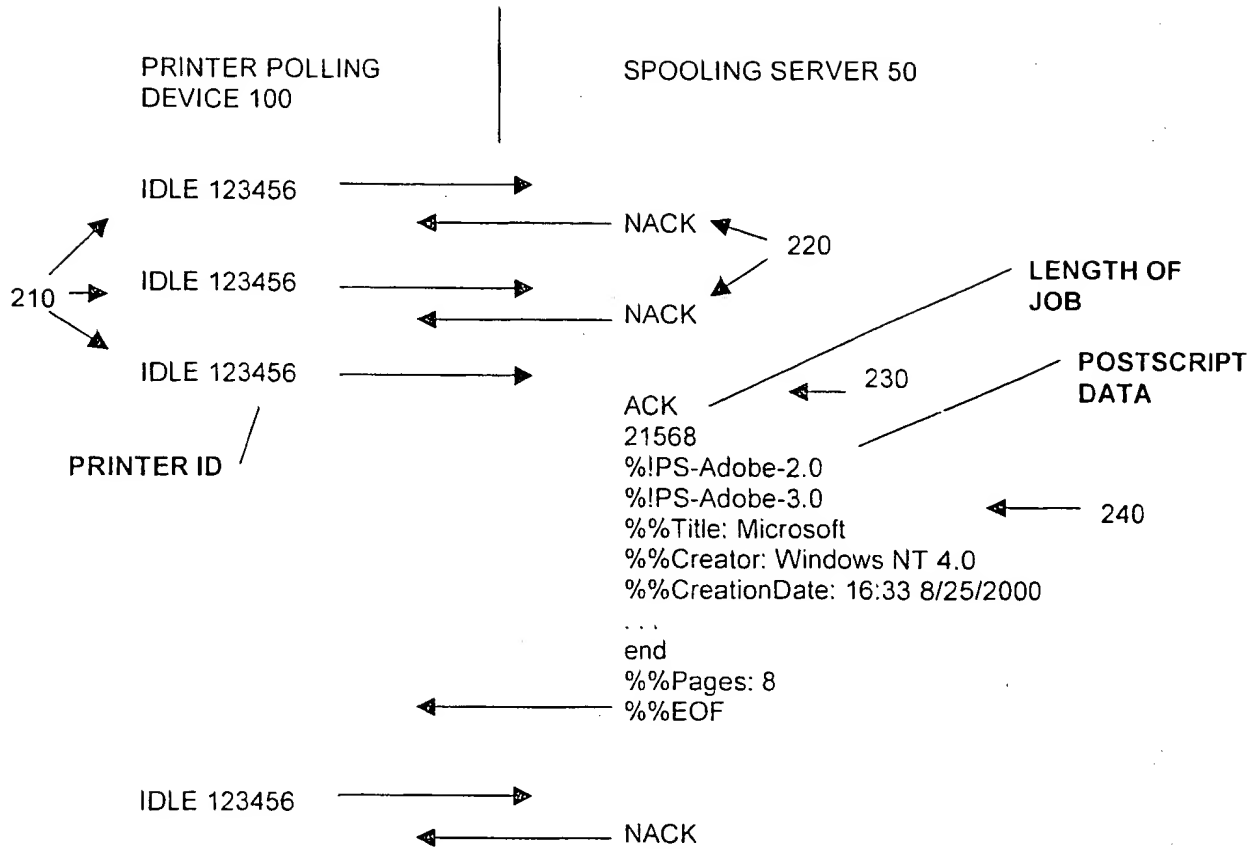 PRINTER POLLING
DEVICE 100
SPOOLING SERVER 50
IDLE 123456
NACK
220
210
IDLE 123456
NACK
LENGTH OF
JOB
IDLE 123456
POSTSCRIPT
DATA
230
ACK
21568
PRINTER ID
%!PS-Adobe-2.0
%!PS-Adobe-3.0
240
%%Title: Microsoft
%%Creator: Windows NT 4.0
%%CreationDate: 16:33 8/25/2000
. . .
end
%%Pages: 8
%%EOF
IDLE 123456
NACK